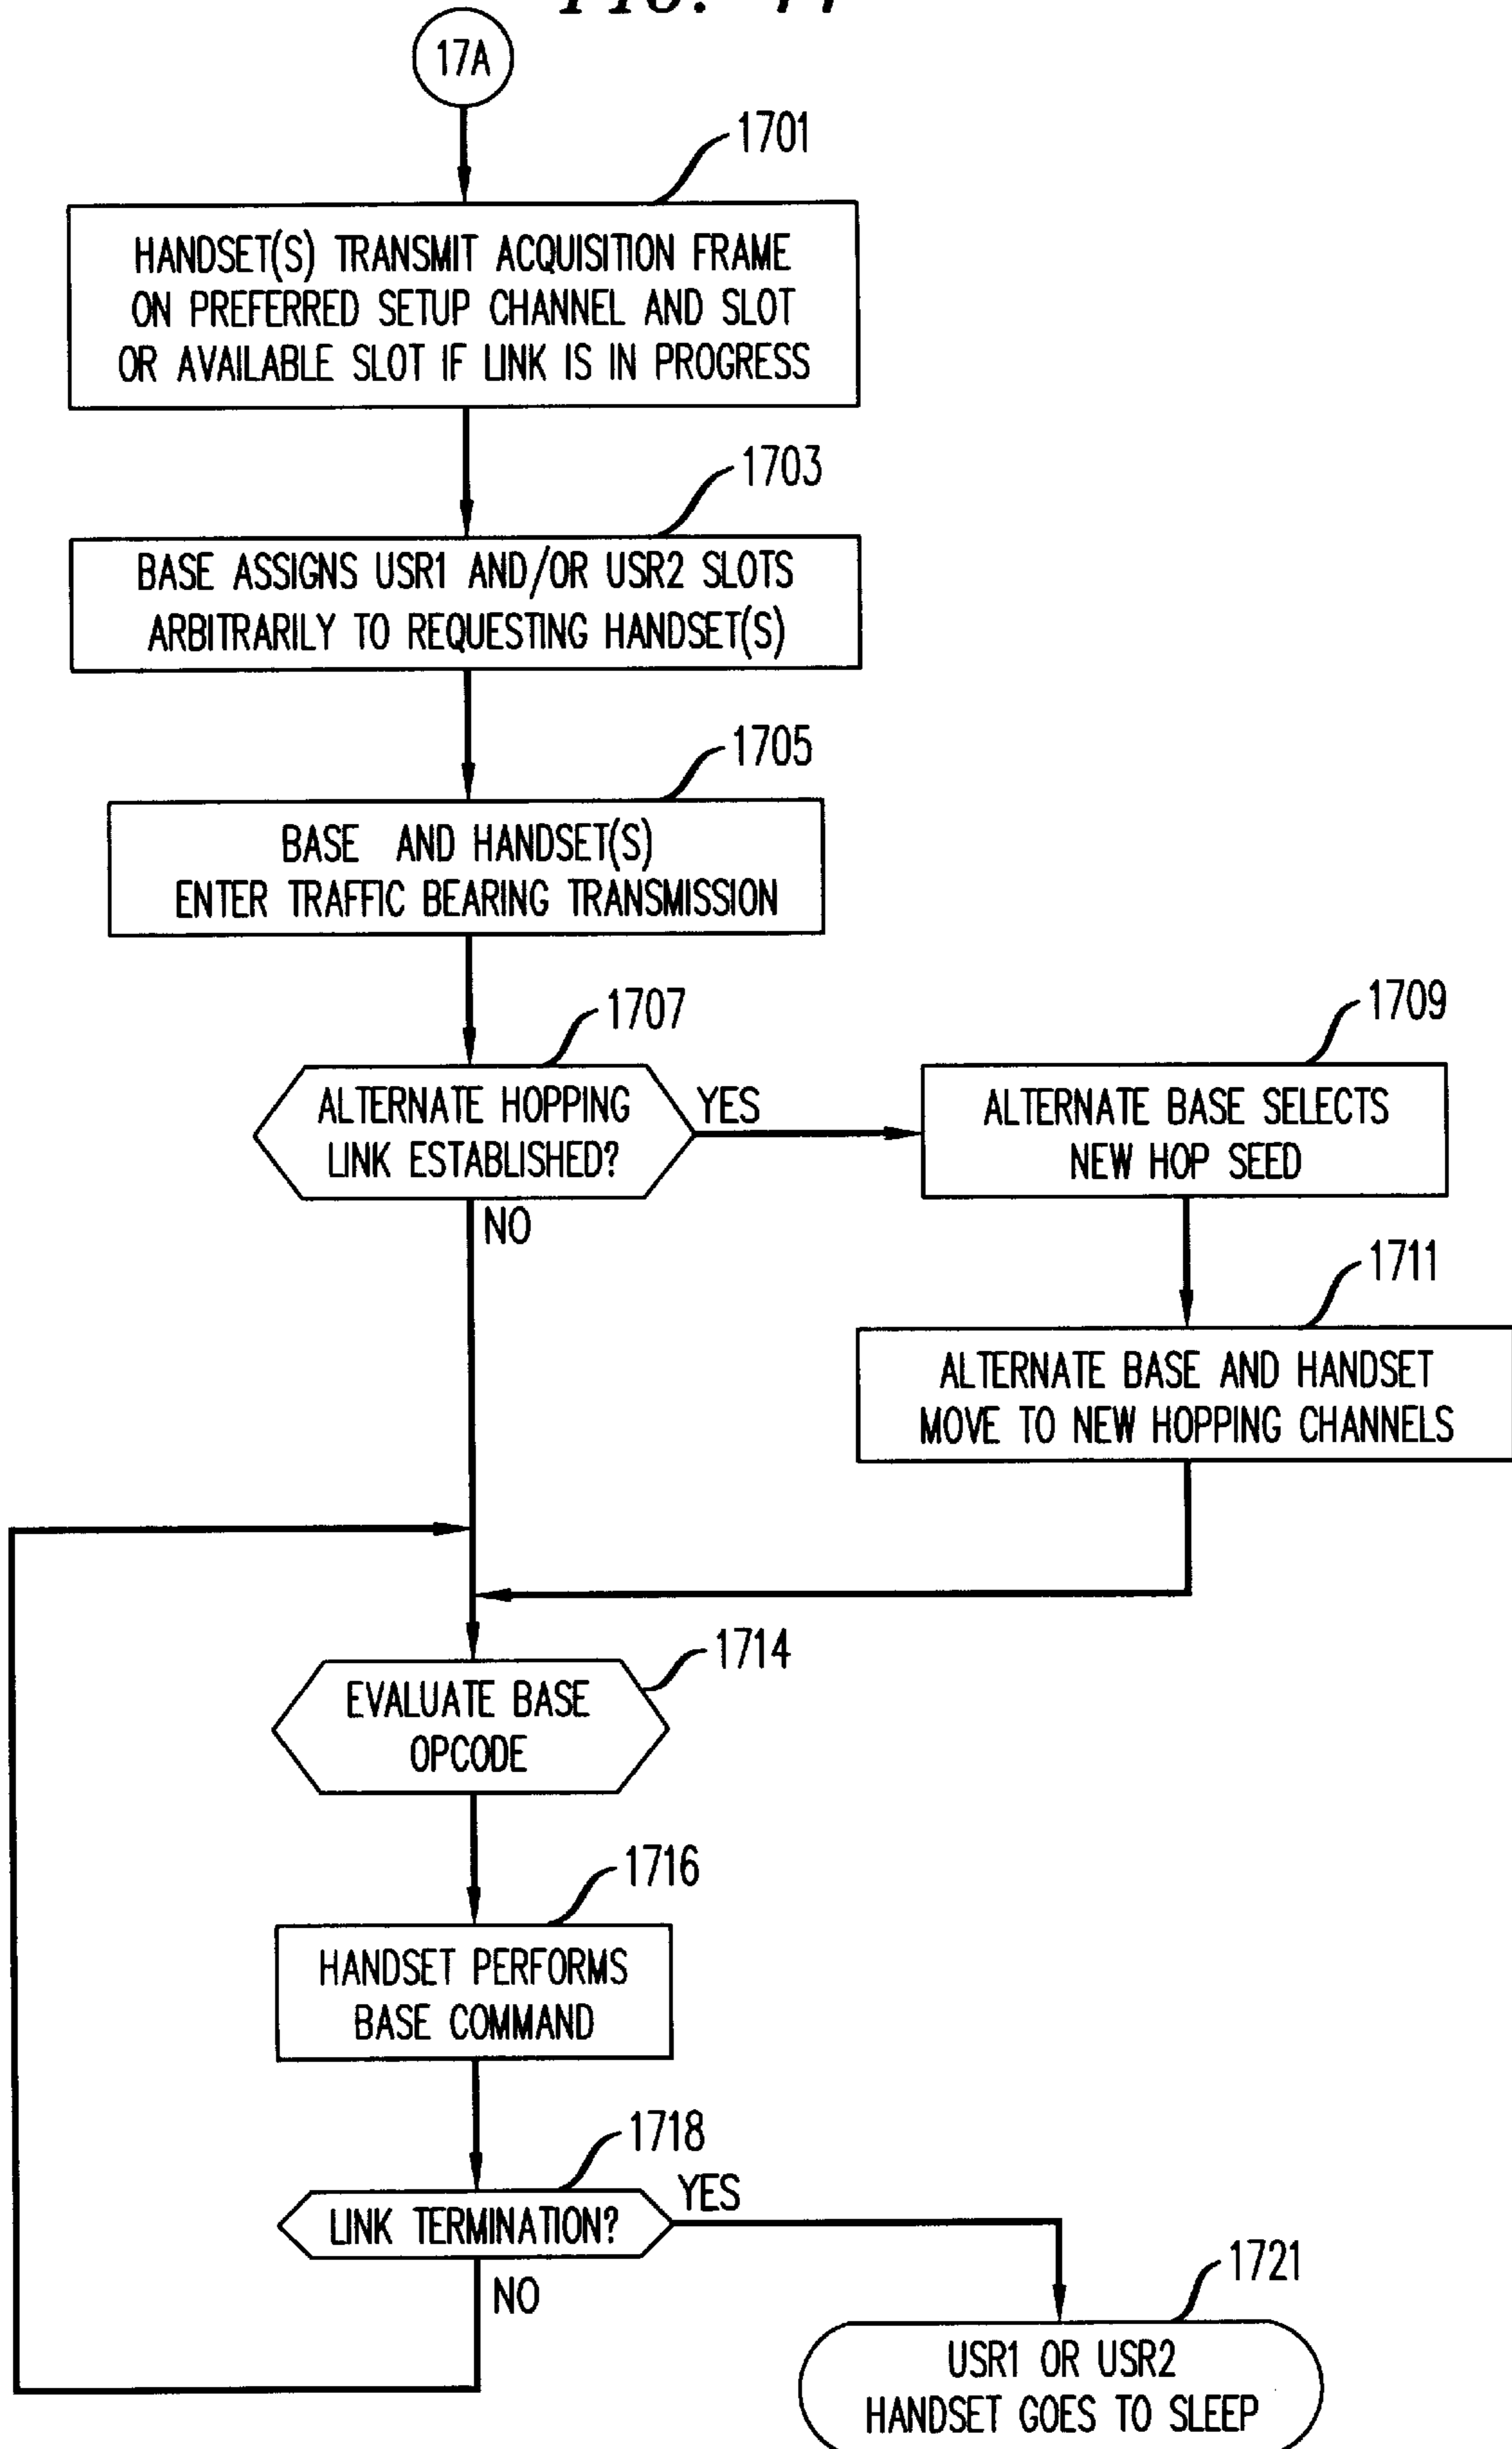 FIG. 17
17A
1701
HANDSET(S) TRANSMIT ACQUISITION FRAME
ON PREFERRED SETUP CHANNEL AND SLOT
OR AVAILABLE SLOT IF LINK IS IN PROGRESS
1703
BASE ASSIGNS USR1 AND/OR USR2 SLOTS
ARBITRARILY TO REQUESTING HANDSET(S)
1705
BASE AND HANDSET(S)
ENTER TRAFFIC BEARING TRANSMISSION
1707
ALTERNATE HOPPING
LINK ESTABLISHED?
YES
NO
1709
ALTERNATE BASE SELECTS
NEW HOP SEED
1711
ALTERNATE BASE AND HANDSET
MOVE TO NEW HOPPING CHANNELS
1714
EVALUATE BASE
OPCODE
1716
HANDSET PERFORMS
BASE COMMAND
1718
LINK TERMINATION?
YES
NO
1721
USR1 OR USR2
HANDSET GOES TO SLEEP